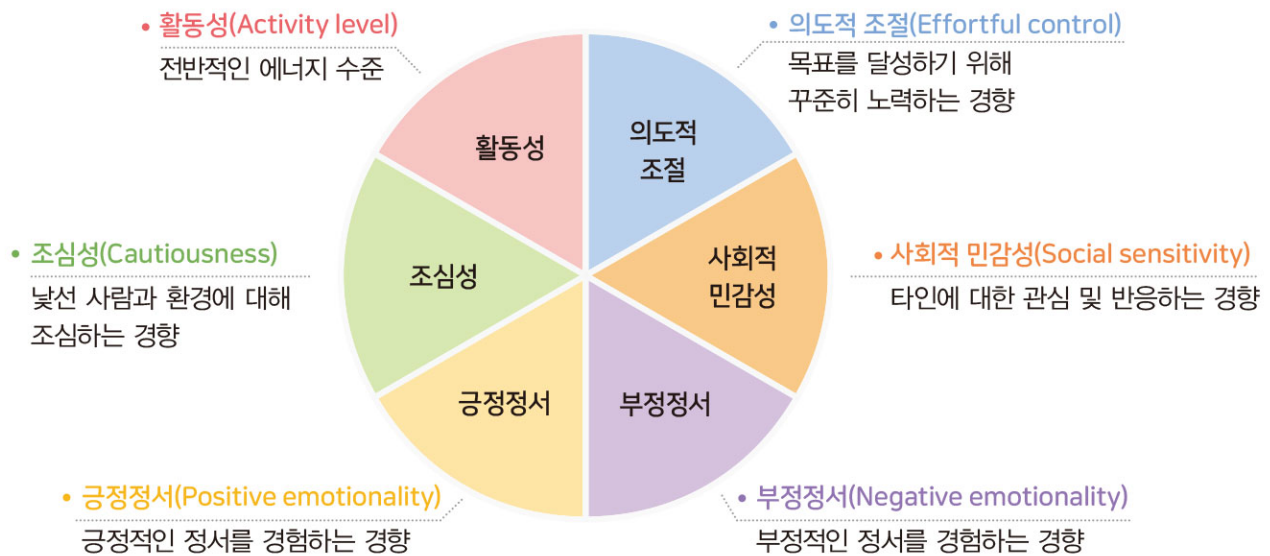 • 활동성(Activity level)
전반적인 에너지 수준
• 의도적 조절(Effortful control)
목표를 달성하기 위해
꾸준히 노력하는 경향
활동성
의도적
조절
• 조심성(Cautiousness)
낯선 사람과 환경에 대해
조심하는 경향
조심성
사회적
민감성
• 사회적 민감성(Social sensitivity)
타인에 대한 관심 및 반응하는 경향
긍정정서
부정정서
• 긍정정서(Positive emotionality)
긍정적인 정서를 경험하는 경향
• 부정정서(Negative emotionality)
부정적인 정서를 경험하는 경향